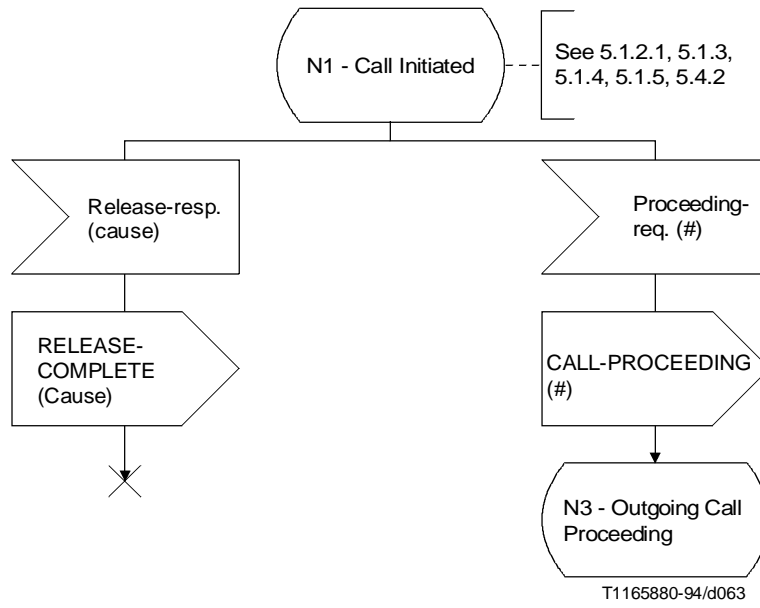 N1 - Call Initiated
See 5.1.2.1, 5.1.3,
5.1.4, 5.1.5, 5.4.2
Release-resp.
(cause)
Proceeding-
req. (#)
RELEASE-
COMPLETE
(Cause)
CALL-PROCEEDING
(#)
N3 - Outgoing Call
Proceeding
T1165880-94/d063